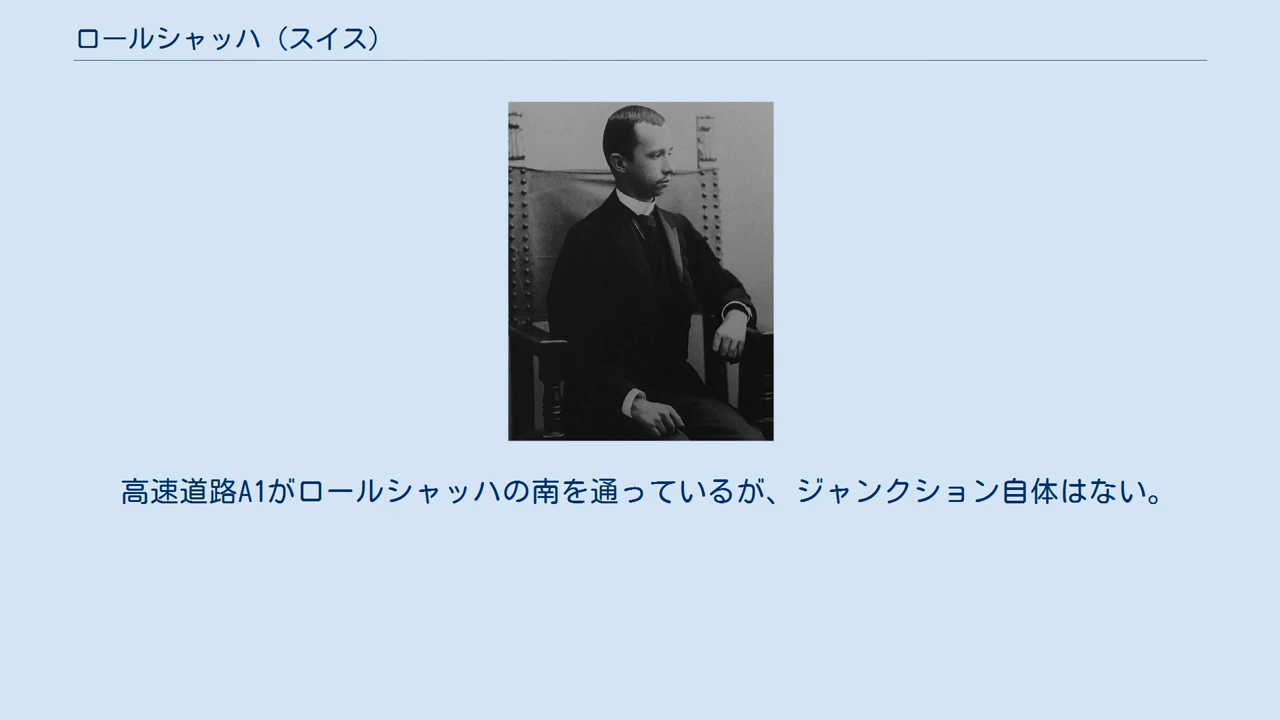 ロールシャッハ（スイス）
高速道路A1がロールシャッハの南を通っているが、ジャンクション自体はない。